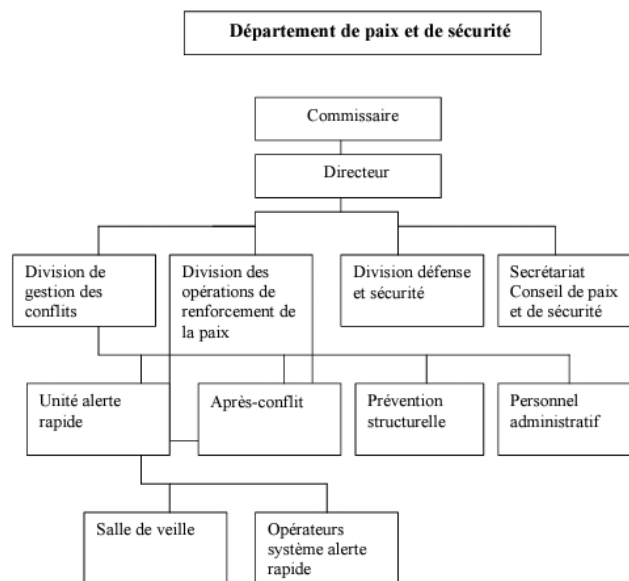 Département de paix et de sécurité
Commissaire
Directeur
Division de
gestion des
conflits
Division des
opérations de
renforcement de
la paix
Division défense
et sécurité
Secrétariat
Conseil de paix
et de sécurité
Unité alerte
rapide
Après-conflit
Prévention
structurelle
Personnel
administratif
Salle de veille
Opérateurs
système alerte
rapide